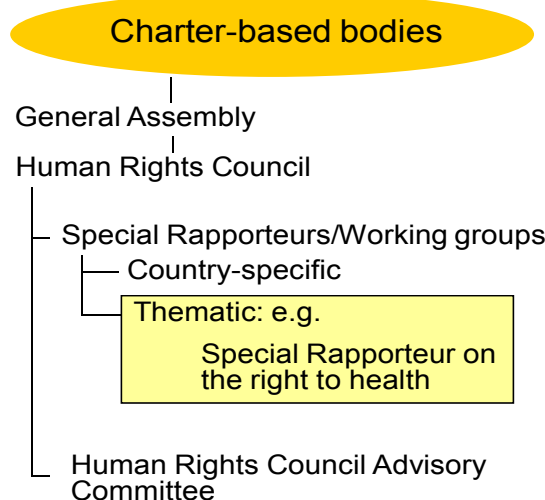 Charter-based bodies
General Assembly
Human Rights Council
Special Rapporteurs/Working groups
Country-specific
Thematic: e.g.
Special Rapporteur on
the right to health
Human Rights Council Advisory
Committee